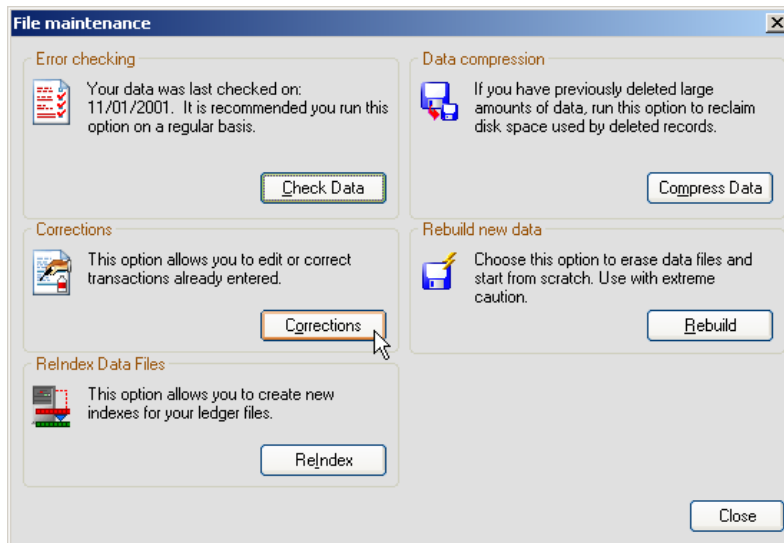 File maintenance
Error checking
Your data was last checked on:
11/01/2001. It is recommended you run this
option on a regular basis.
Check Data
Data compression
If you have previously deleted large
amounts of data, run this option to reclaim
disk space used by deleted records.
Compress Data
Corrections
This option allows you to edit or correct
transactions already entered.
Corrections
Rebuild new data
Choose this option to erase data files and
start from scratch. Use with extreme
caution.
Rebuild
ReIndex Data Files
This option allows you to create new
indexes for your ledger files.
ReIndex
Close